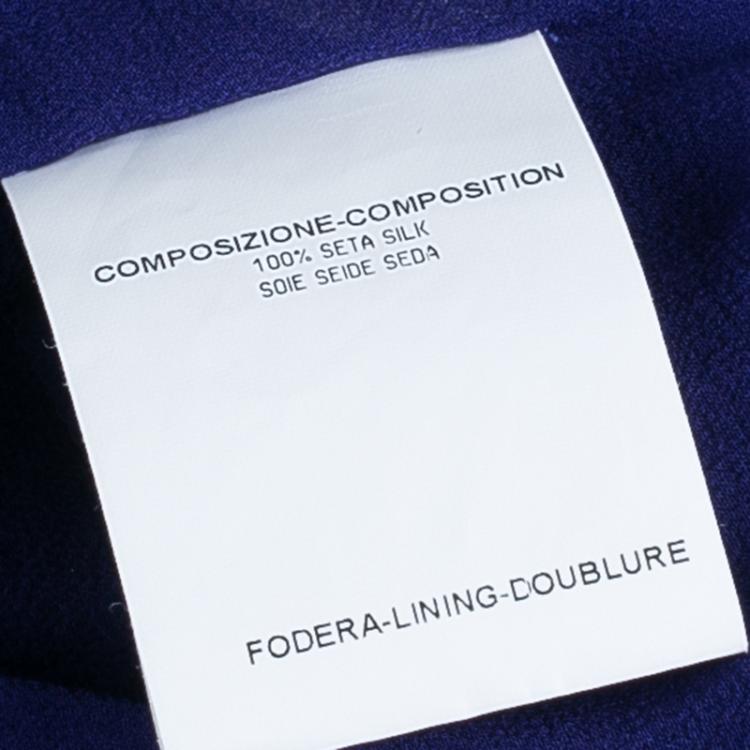 COMPOSIZIONE-COMPOSITION
100% SETA SILK
SOIE SEIDE SEDA
FODERA-LINING-DOUBLURE